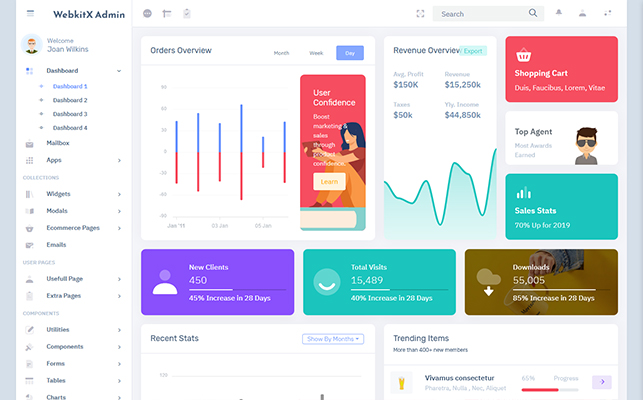 WebkitX Admin
Search
Welcome
Joan Wilkins
Dashboard
Dashboard 1
Dashboard 2
Dashboard 3
Dashboard 4
Mailbox
Apps
COLLECTIONS
Widgets
Modals
Ecommerce Pages
Emails
USER PAGES
Usefull Page
Extra Pages
COMPONENTS
Utilities
Components
Forms
Tables
Charts
Orders Overview
Month
Week
Day
90
60
30
0
-30
-60
-90
Jan '11
03 Jan
05 Jan
User
Confidence
Boost
marketing &
sales
through
product
confidence.
Learn
Revenue Overview
Export
Avg. Profit
Revenue
$150K
$15,250k
Taxes
Yly. Income
$50k
$44,850k
Shopping Cart
Duis, Faucibus, Lorem, Vitae
Top Agent
Most Awards
Earned
Sales Stats
70% Up for 2019
New Clients
450
45% Increase in 28 Days
Total Visits
15,489
40% Increase in 28 Days
Downloads
55,005
85% Increase in 28 Days
Recent Stats
Show By Months
Trending Items
More than 400+ new members
Vivamus consectetur
Pharetra, Nulla , Nec, Aliquet
65%
Progress